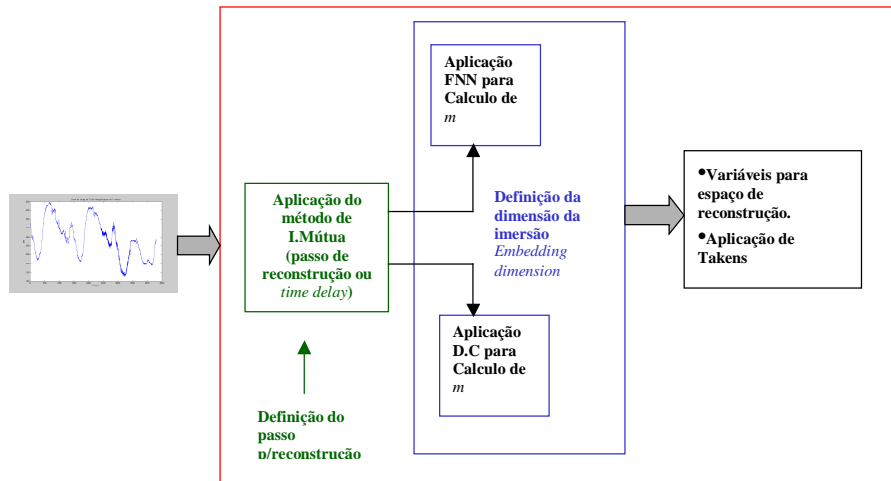 Aplicação
FNN para
Calculo de
m
Aplicação do
método de
I.Mútua
(passo de
reconstrução ou
time delay)
Definição da
dimensão da
imersão
Embedding
dimension
•Variáveis para
espaço de
reconstrução.
•Aplicação de
Takens
Aplicação
D.C para
Calculo de
m
Definição do
passo
p/reconstrução